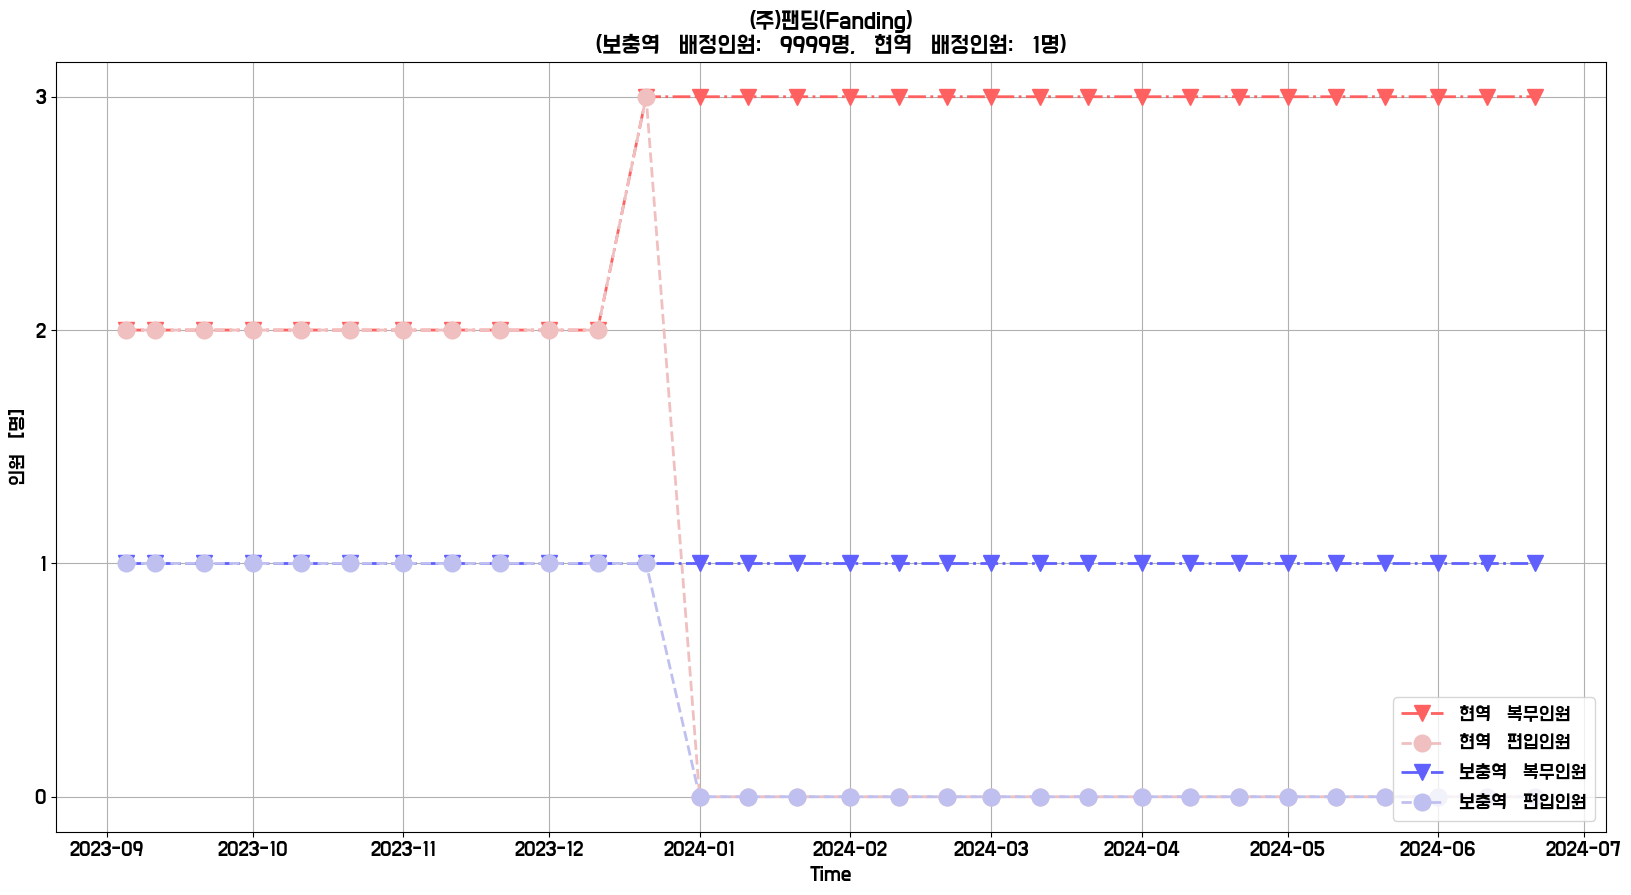 (주)팬딩(Fanding)
(보충역 배정인원: 9999명, 현역 배정인원: 1명)
3
2
1
0
인원 [명]
2023-09 2023-10 2023-11 2023-12 2024-01 2024-02 2024-03 2024-04 2024-05 2024-06 2024-07
Time
현역 복무인원
현역 편입인원
보충역 복무인원
보충역 편입인원